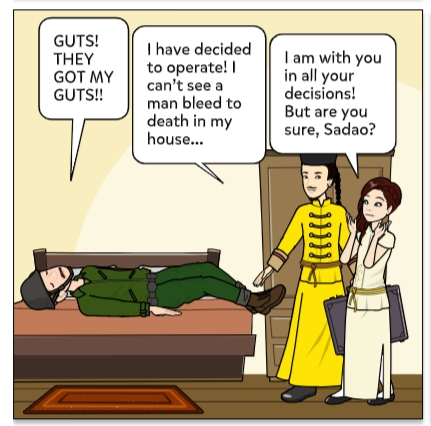 GUTS!
THEY
GOT MY
GUTS!!
I have decided
to operate! I
can't see a
man bleed to
death in my
house...
I am with you
in all your
decisions!
But are you
sure, Sadao?